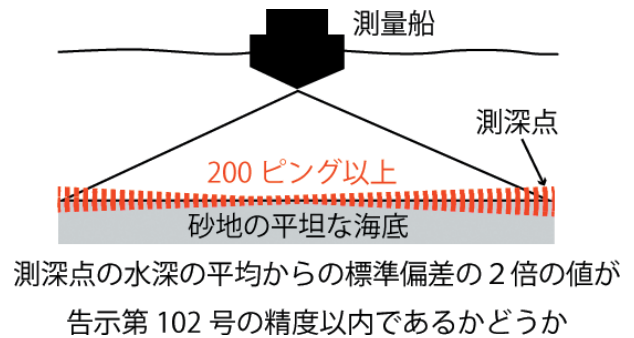 測量船
測深点
200 ピング以上
砂地の平坦な海底
測深点の水深の平均からの標準偏差の２倍の値が
告示第 102 号の精度以内であるかどうか